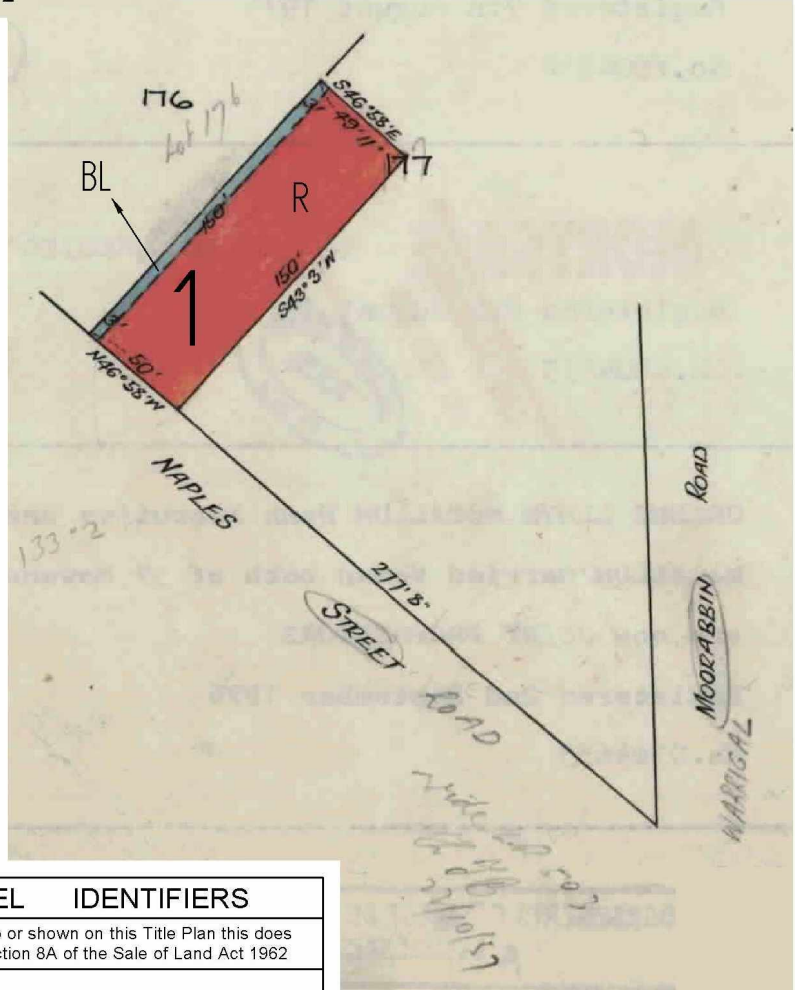 176
Lot 176
S46°58'E
49'11"
177
3'
BL
R
150'
1
150'
S43°3'W
3'
50'
N46°58'W
NAPLES
133·2
277'8"
STREET
ROAD
ROAD
MOORABBIN
WARRIGAL
EL IDENTIFIERS
o or shown on this Title Plan this does
ction 8A of the Sale of Land Act 1962